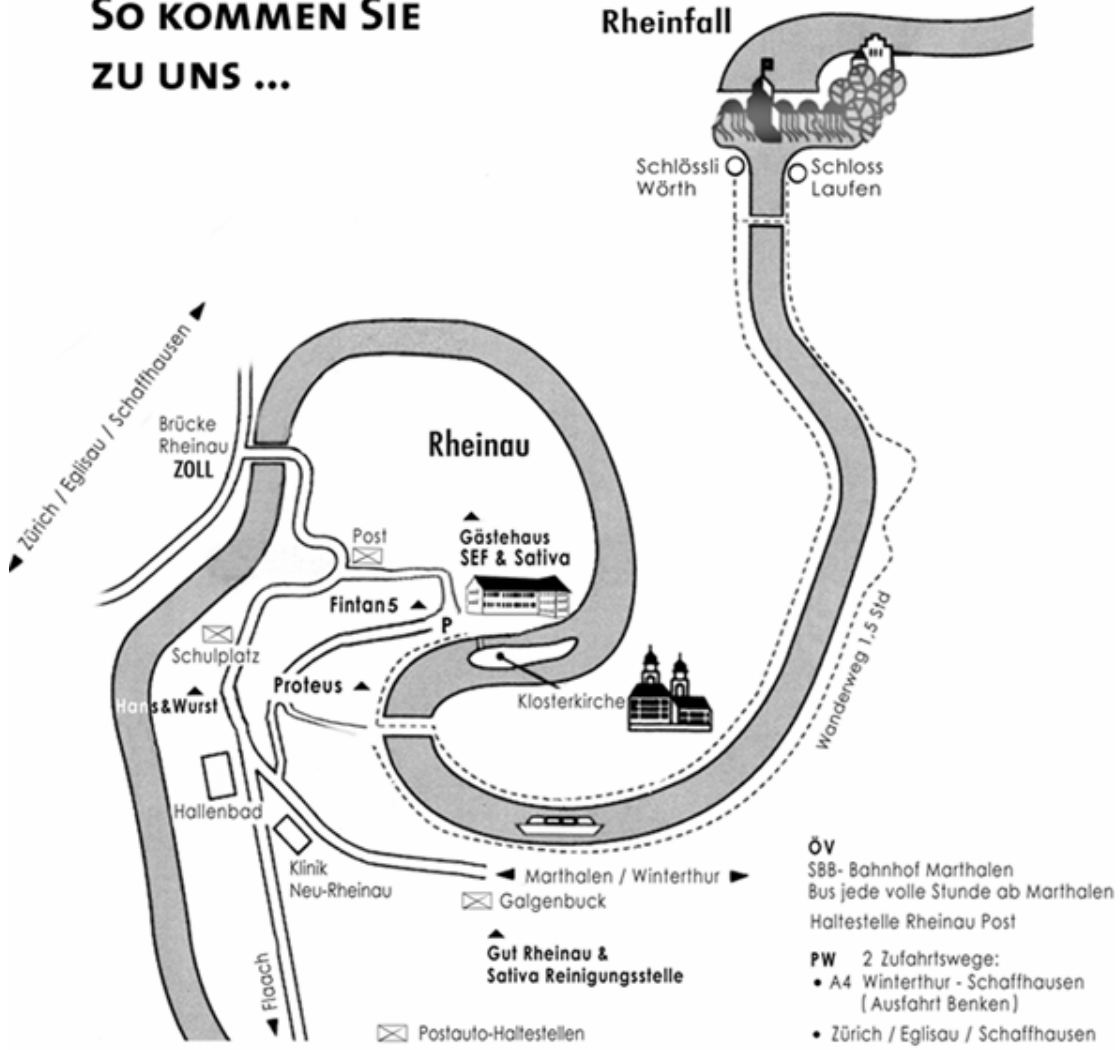 SO KOMMEN SIE
ZU UNS ...
Rheinfall
Schlössli
Wörth
Schloss
Laufen
Zürich / Eglisau / Schaffhausen
Brücke
Rheinau
ZOLL
Rheinau
Post
Gästehaus
SEF & Sativa
Fintan 5
P
Schulplatz
Hans & Wurst
Proteus
Klosterkirche
Wanderweg 1,5 Std
Hallenbad
Klinik
Neu-Rheinau
Marthalen / Winterthur
Galgenbuck
Gut Rheinau &
Sativa Reinigungsstelle
Flaach
Postauto-Haltestellen
ÖV
SBB- Bahnhof Marthalen
Bus jede volle Stunde ab Marthalen
Haltestelle Rheinau Post
PW 2 Zufahrtswege:
• A4 Winterthur - Schaffhausen
(Ausfahrt Benken)
• Zürich / Eglisau / Schaffhausen